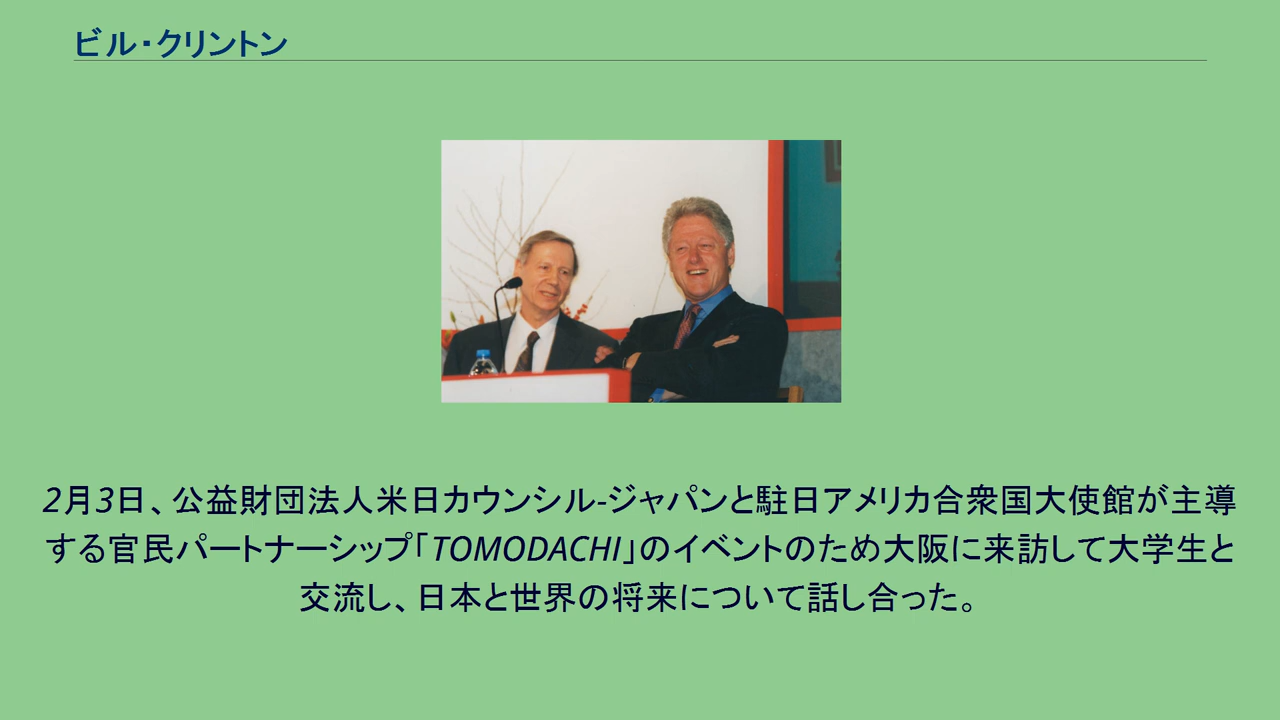 ビル・クリントン
2月3日、公益財団法人米日カウンシル-ジャパンと駐日アメリカ合衆国大使館が主導
する官民パートナーシップ「TOMODACHI」のイベントのため大阪に来訪して大学生と
交流し、日本と世界の将来について話し合った。